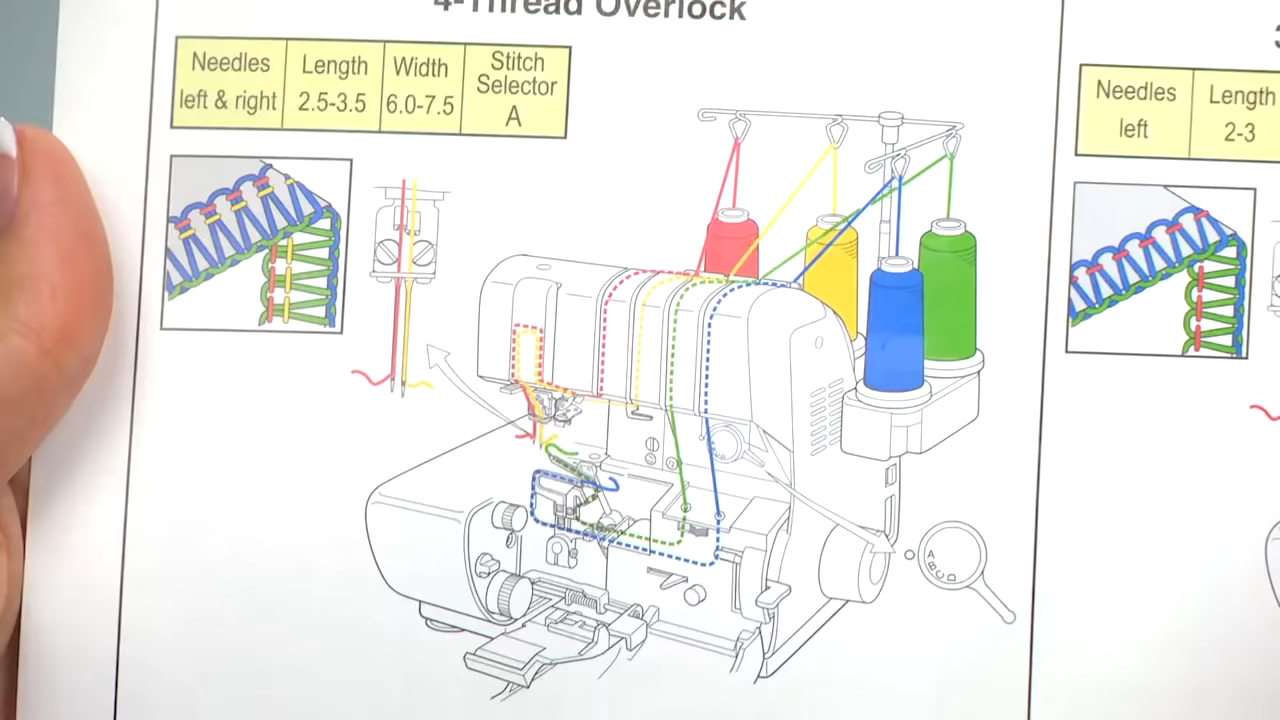 4-Thread Overlock
Needles Length Width Stitch Selector
left & right 2.5-3.5 6.0-7.5 A
Needles Length
left 2-3
A B C D